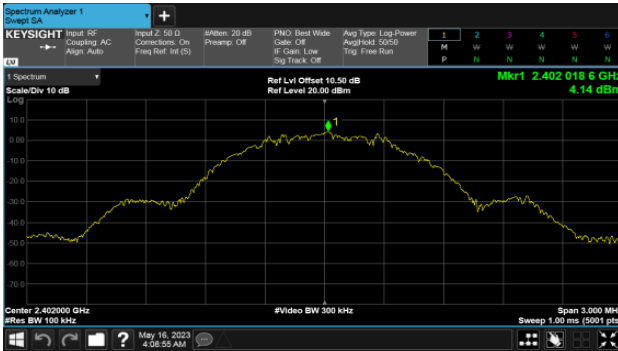 Spectrum Analyzer 1
Swept SA
+
KEYSIGHT
Input: RF
Coupling: AC
Align: Auto
Input Z: 50 Ω
Corrections: On
Freq Ref: Int (S)
#Atten: 20 dB
Preamp: Off
PNO: Best Wide
Gate: Off
IF Gain: Low
Sig Track: Off
Avg Type: Log-Power
Avg|Hold: 50/50
Trig: Free Run
1 2 3 4 5 6
M W W W W W
P N N N N N
LXI
1 Spectrum
Scale/Div 10 dB
Log
Ref Lvl Offset 10.50 dB
Ref Level 20.00 dBm
Mkr1 2.402 018 6 GHz
4.14 dBm
1
10.0
0.00
-10.0
-20.0
-30.0
-40.0
-50.0
-60.0
-70.0
Center 2.402000 GHz
#Res BW 100 kHz
#Video BW 300 kHz
Span 3.000 MH
Sweep 1.00 ms (5001 pts
?
May 16, 2023
4:08:55 AM